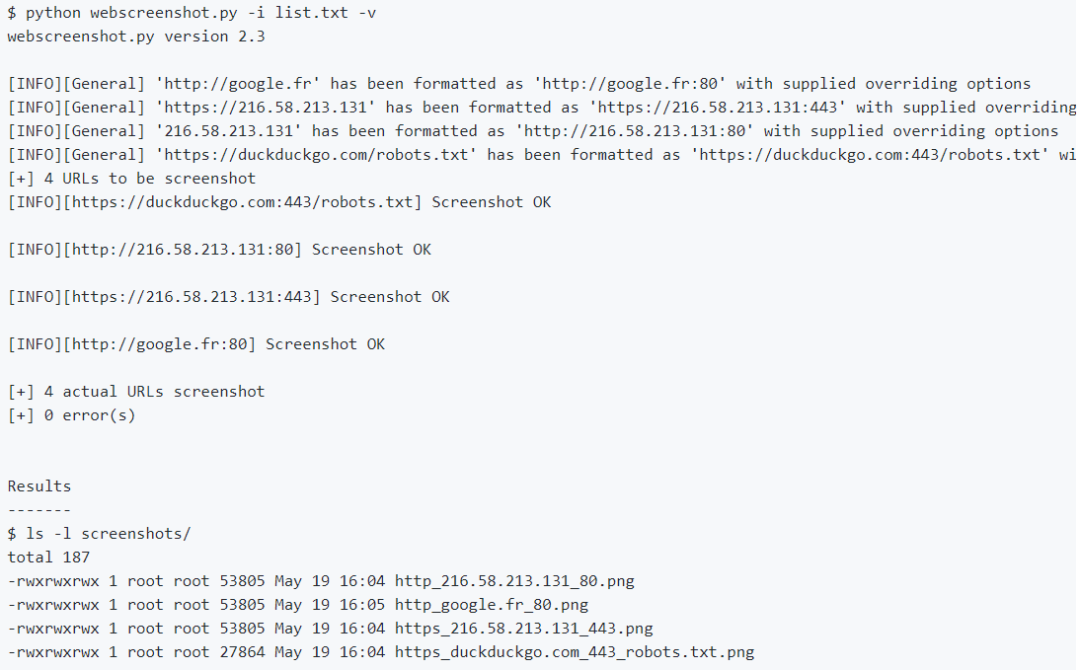 $ python webscreenshot.py -i list.txt -v
webscreenshot.py version 2.3
[INFO][General] 'http://google.fr' has been formatted as 'http://google.fr:80' with supplied overriding options
[INFO][General] 'https://216.58.213.131' has been formatted as 'https://216.58.213.131:443' with supplied overriding
[INFO][General] '216.58.213.131' has been formatted as 'http://216.58.213.131:80' with supplied overriding options
[INFO][General] 'https://duckduckgo.com/robots.txt' has been formatted as 'https://duckduckgo.com:443/robots.txt' wi
[+] 4 URLs to be screenshot
[INFO][https://duckduckgo.com:443/robots.txt] Screenshot OK
[INFO][http://216.58.213.131:80] Screenshot OK
[INFO][https://216.58.213.131:443] Screenshot OK
[INFO][http://google.fr:80] Screenshot OK
[+] 4 actual URLs screenshot
[+] 0 error(s)
Results
-------
$ ls -l screenshots/
total 187
-rwxrwxrwx 1 root root 53805 May 19 16:04 http_216.58.213.131_80.png
-rwxrwxrwx 1 root root 53805 May 19 16:05 http_google.fr_80.png
-rwxrwxrwx 1 root root 53805 May 19 16:04 https_216.58.213.131_443.png
-rwxrwxrwx 1 root root 27864 May 19 16:04 https_duckduckgo.com_443_robots.txt.png